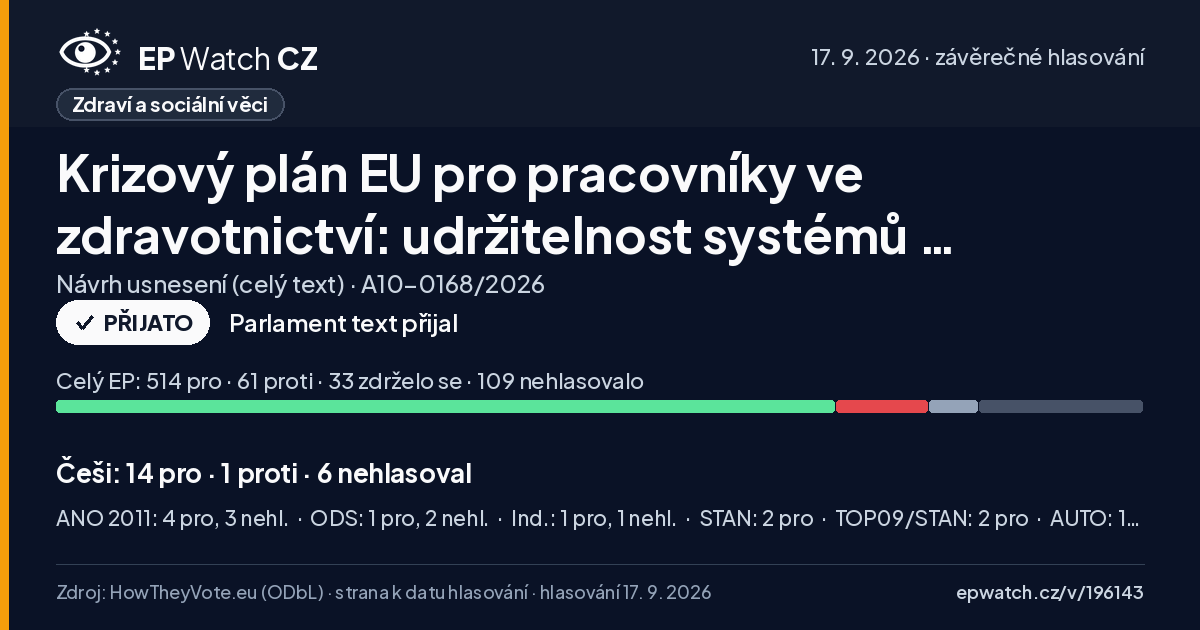 EP Watch CZ
17. 9. 2026 · závěrečné hlasování
Zdraví a sociální věci
Krizový plán EU pro pracovníky ve
zdravotnictví: udržitelnost systémů ...
Návrh usnesení (celý text) · A10–0168/2026
✓ PŘIJATO Parlament text přijal
Celý EP: 514 pro · 61 proti · 33 zdrželo se · 109 nehlasovalo
Češi: 14 pro · 1 proti · 6 nehlasoval
ANO 2011: 4 pro, 3 nehl. · ODS: 1 pro, 2 nehl. · Ind.: 1 pro, 1 nehl. · STAN: 2 pro · TOP09/STAN: 2 pro · AUTO: 1...
Zdroj: HowTheyVote.eu (ODbL) · strana k datu hlasování · hlasování 17. 9. 2026
epwatch.cz/v/196143